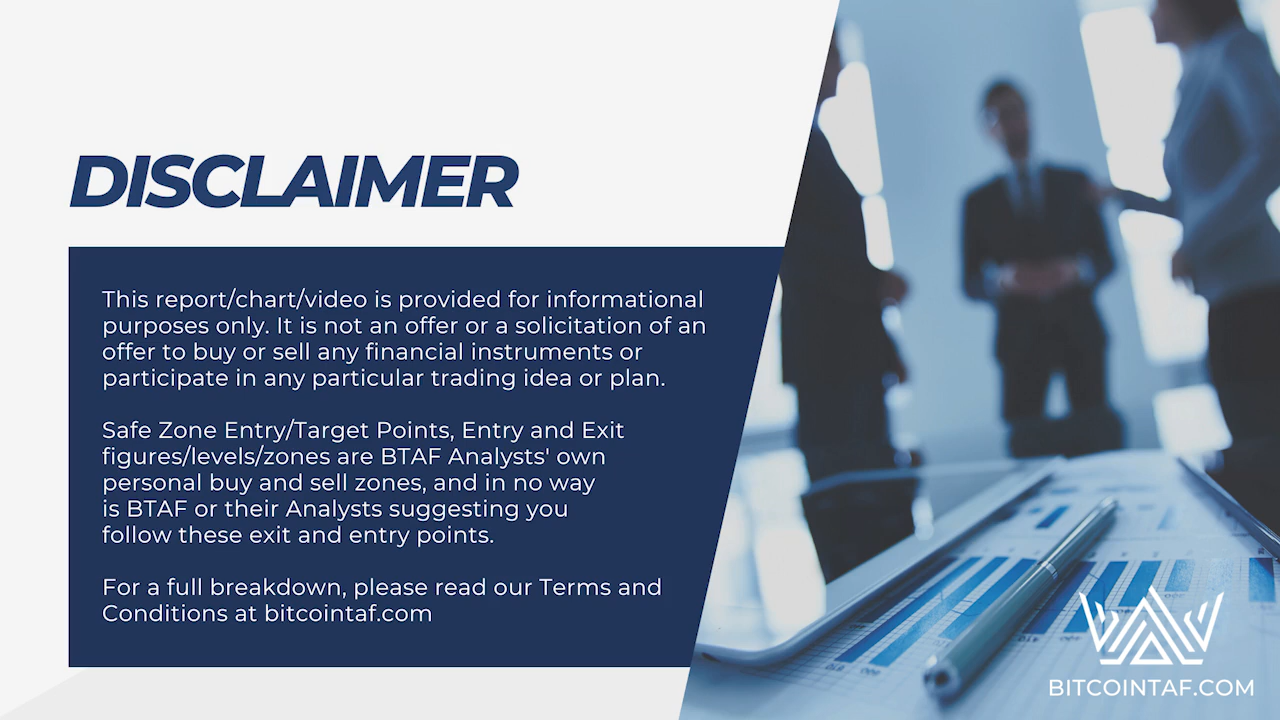 DISCLAIMER
This report/chart/video is provided for informational
purposes only. It is not an offer or a solicitation of an
offer to buy or sell any financial instruments or
participate in any particular trading idea or plan.
Safe Zone Entry/Target Points, Entry and Exit
figures/levels/zones are BTAF Analysts' own
personal buy and sell zones, and in no way
is BTAF or their Analysts suggesting you
follow these exit and entry points.
For a full breakdown, please read our Terms and
Conditions at bitcointaf.com
BITCOINTAF.COM